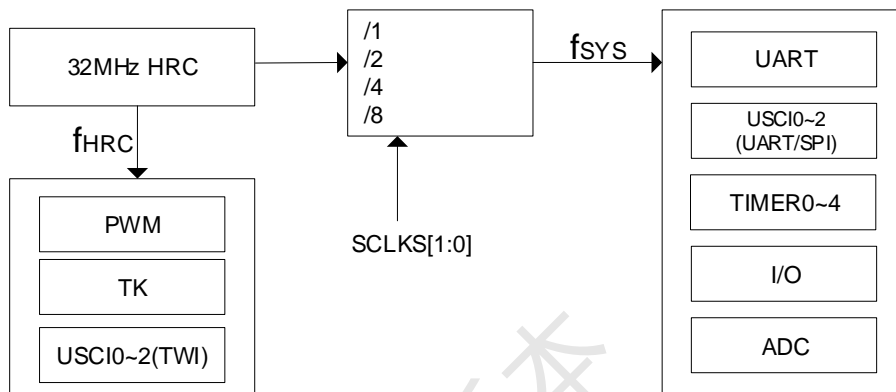 32MHz HRC
/1
/2
/4
/8
fSYS
fHRC
SCLKS[1:0]
PWM
TK
USCI0~2(TWI)
UART
USCI0~2
(UART/SPI)
TIMER0~4
I/O
ADC
本